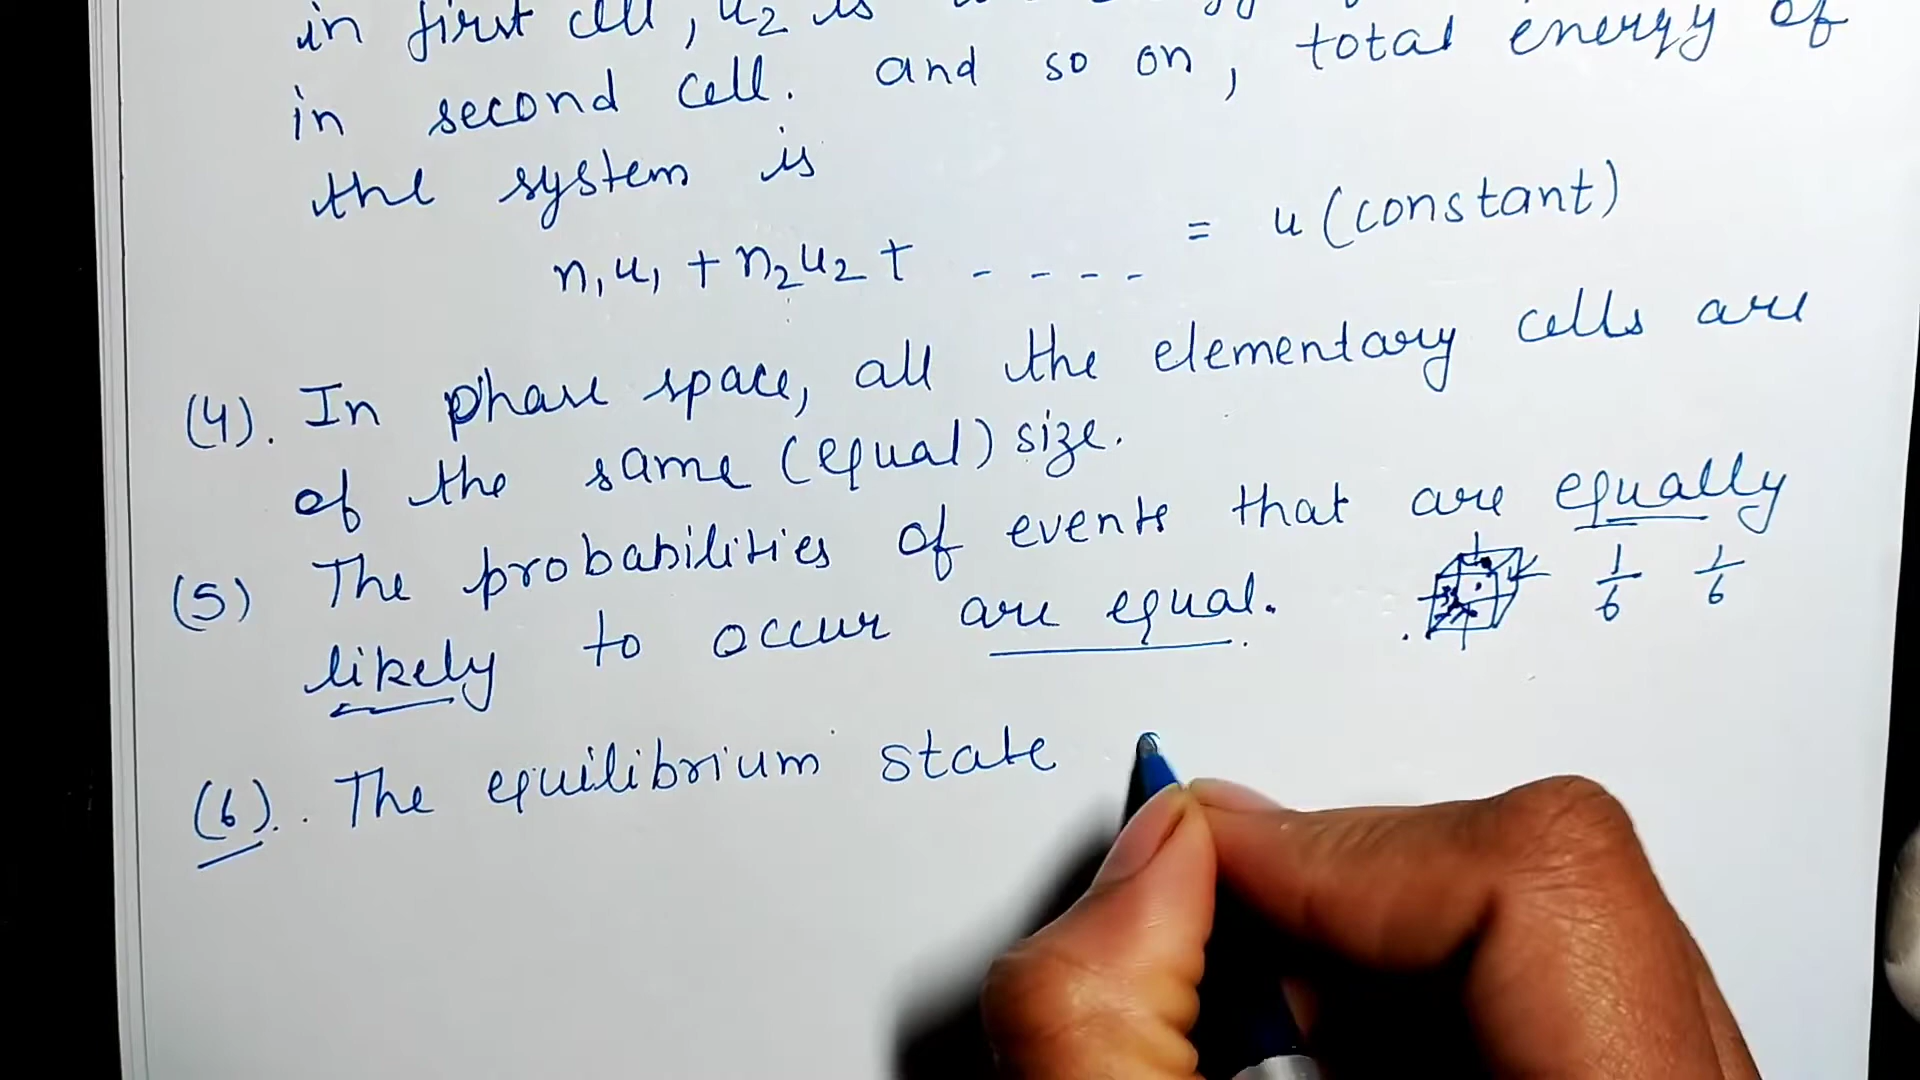 in first cell, u2 is
in second cell. and so on, total energy of
the system is
n1u1 + n2u2 + - - - - = u (constant)
(4). In phase space, all the elementary cells are
of the same (equal) size.
(5) The probabilities of events that are equally
likely to occur are equal. 1/6 1/6
(6). The equilibrium state